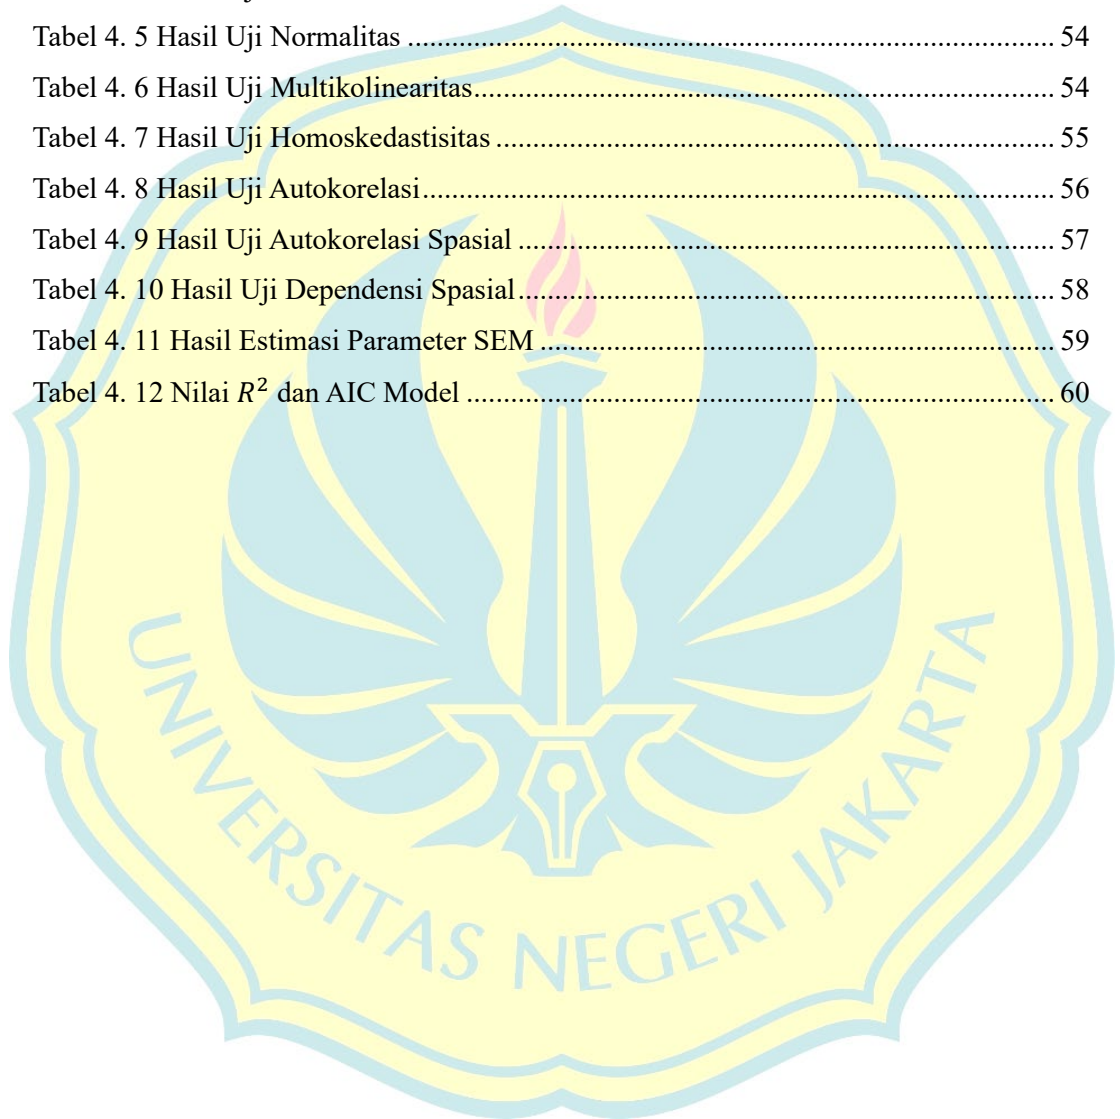 Tabel 4. 5 Hasil Uji Normalitas ........................................................................................ 54
Tabel 4. 6 Hasil Uji Multikolinearitas............................................................................... 54
Tabel 4. 7 Hasil Uji Homoskedastisitas ............................................................................ 55
Tabel 4. 8 Hasil Uji Autokorelasi...................................................................................... 56
Tabel 4. 9 Hasil Uji Autokorelasi Spasial ......................................................................... 57
Tabel 4. 10 Hasil Uji Dependensi Spasial......................................................................... 58
Tabel 4. 11 Hasil Estimasi Parameter SEM ...................................................................... 59
Tabel 4. 12 Nilai R² dan AIC Model ................................................................................ 60
UNIVERSITAS NEGERI JAKARTA